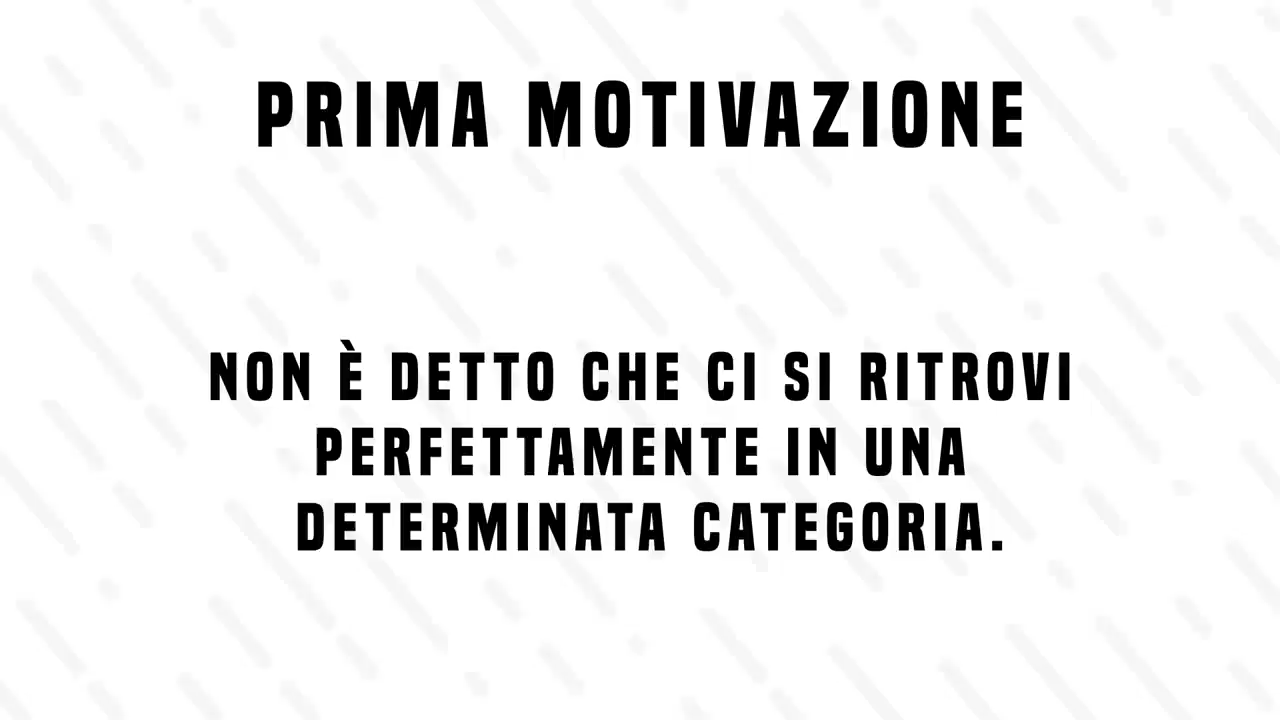 PRIMA MOTIVAZIONE
NON È DETTO CHE CI SI RITROVI
PERFETTAMENTE IN UNA
DETERMINATA CATEGORIA.